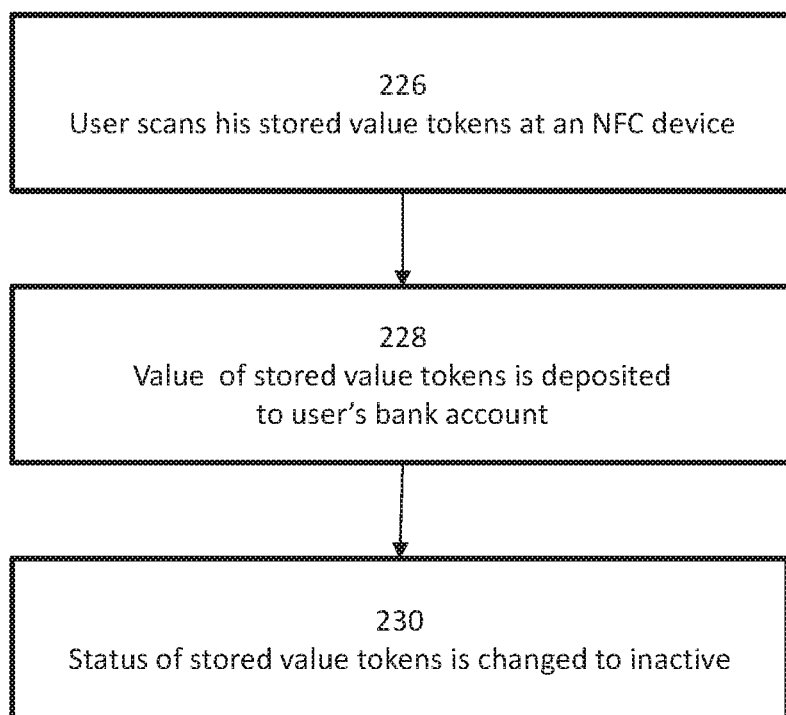 226
User scans his stored value tokens at an NFC device
228
Value of stored value tokens is deposited
to user's bank account
230
Status of stored value tokens is changed to inactive